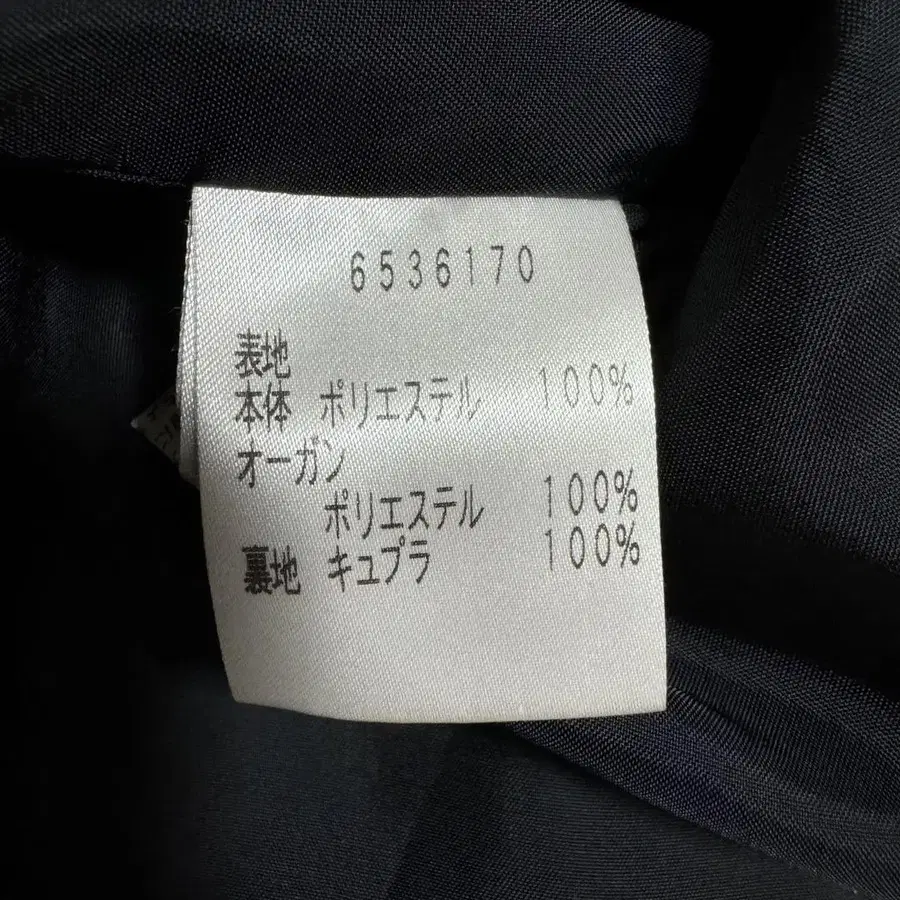 6536170
表地
本体 ポリエステル 100%
オーガン
ポリエステル 100%
裏地 キュプラ 100%